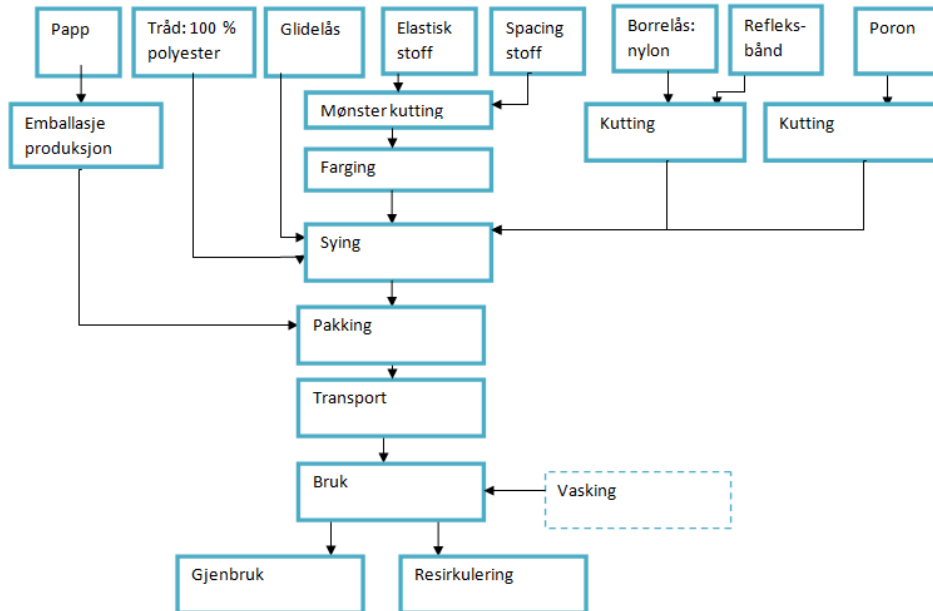 Papp
Tråd: 100 %
polyester
Glidelås
Elastisk
stoff
Spacing
stoff
Borrelås:
nylon
Refleks-
bånd
Poron
Emballasje
produksjon
Mønster kutting
Kutting
Kutting
Farging
Sying
Pakking
Transport
Bruk
Vasking
Gjenbruk
Resirkulering